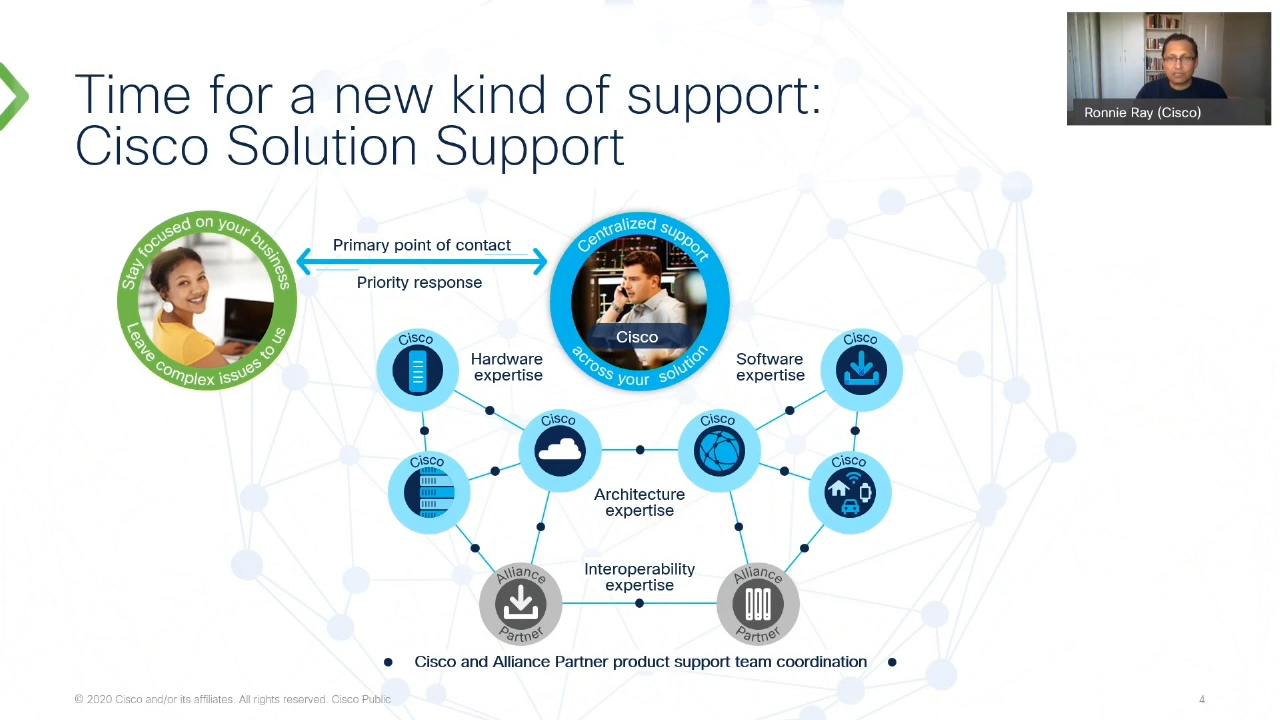 Time for a new kind of support:
Cisco Solution Support
Ronnie Ray (Cisco)
Stay focused on your business
Leave complex issues to us
Primary point of contact
Priority response
Centralized support
Cisco
across your solution
Cisco
Hardware
expertise
Software
expertise
Cisco
Cisco
Cisco
Cisco
Cisco
Architecture
expertise
Interoperability
expertise
Alliance
Partner
Alliance
Partner
Cisco and Alliance Partner product support team coordination
© 2020 Cisco and/or its affiliates. All rights reserved. Cisco Public
4